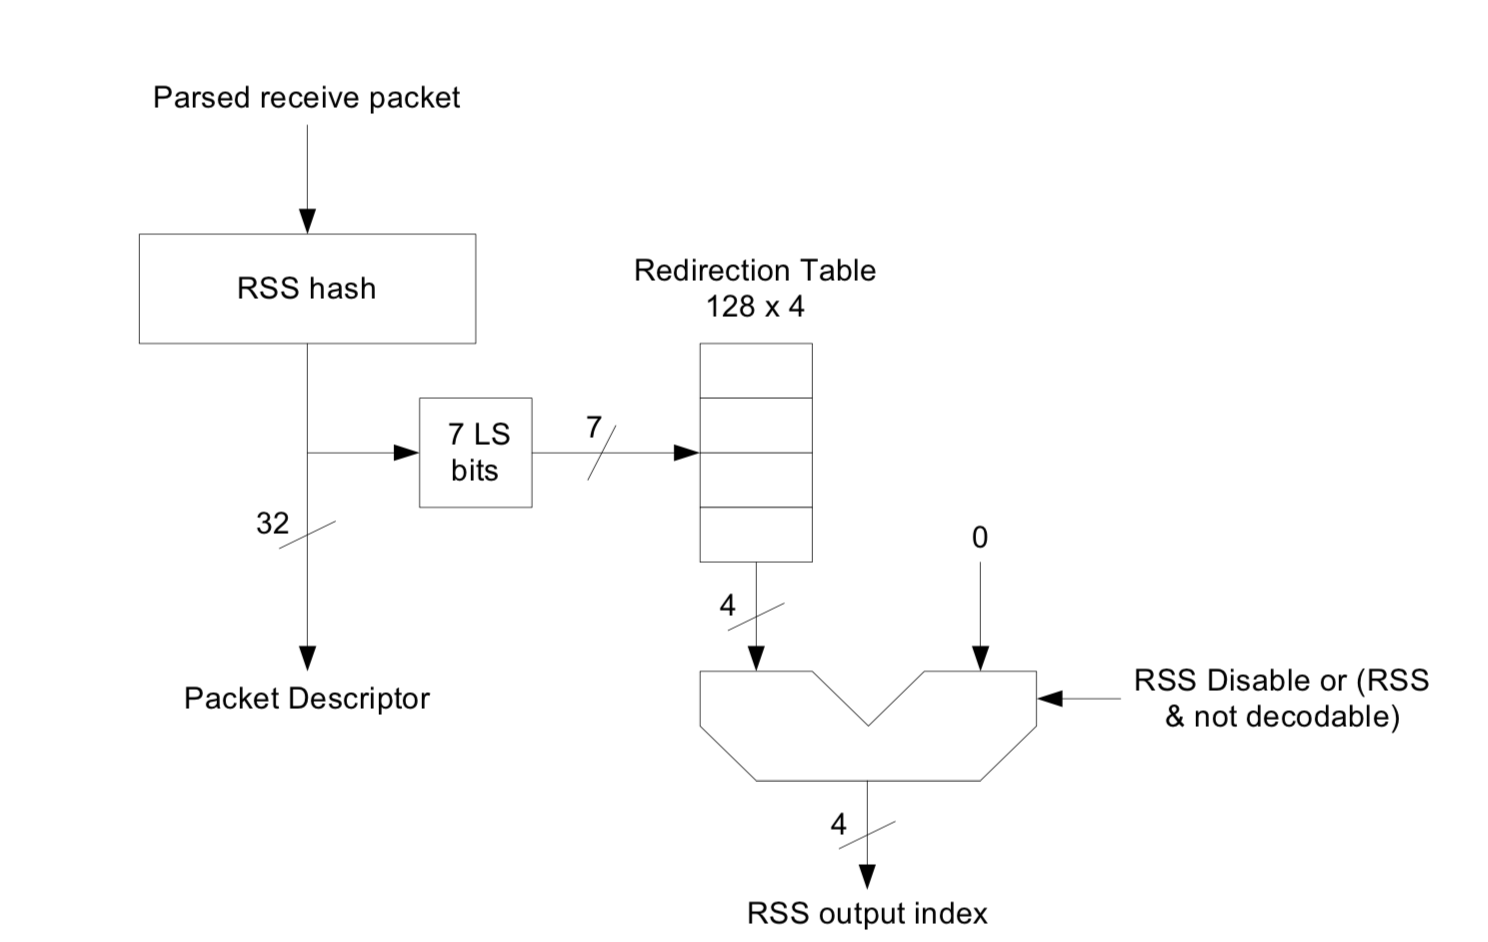 Parsed receive packet
RSS hash
Redirection Table
128 x 4
7 LS
bits
7
32
0
4
Packet Descriptor
RSS Disable or (RSS
& not decodable)
4
RSS output index